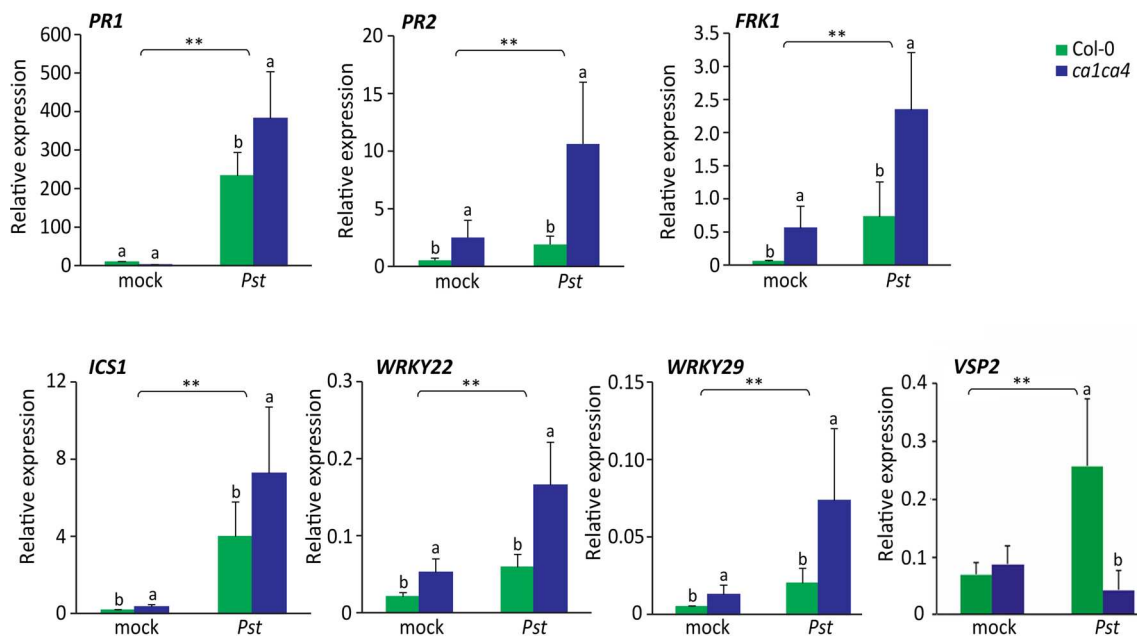 PR1
Relative expression
600
500
400
300
200
100
0
**
a
a
b
a
mock
Pst
PR2
Relative expression
20
15
10
5
0
**
b
a
b
a
mock
Pst
FRK1
Relative expression
3.5
3.0
2.5
2.0
1.5
1.0
0.5
0
**
b
a
b
a
mock
Pst
Col-0
ca1ca4
ICS1
Relative expression
12
8
4
0
**
b
a
b
a
mock
Pst
WRKY22
Relative expression
0.3
0.2
0.1
0
**
b
a
b
a
mock
Pst
WRKY29
Relative expression
0.15
0.10
0.05
0
**
b
a
b
a
mock
Pst
VSP2
Relative expression
0.4
0.3
0.2
0.1
0
**
a
b
mock
Pst